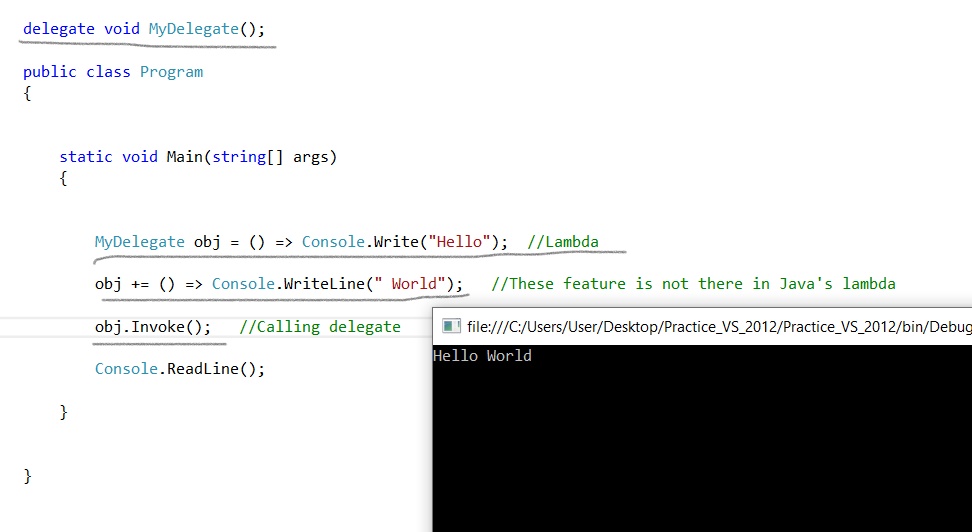 delegate void MyDelegate();
public class Program
{
static void Main(string[] args)
{
MyDelegate obj = () => Console.Write("Hello");  //Lambda
obj += () => Console.WriteLine(" World");   //These feature is not there in Java's lambda
obj.Invoke();   //Calling delegate
file:///C:/Users/User/Desktop/Practice_VS_2012/Practice_VS_2012/bin/Debug
Hello World
Console.ReadLine();
}
}